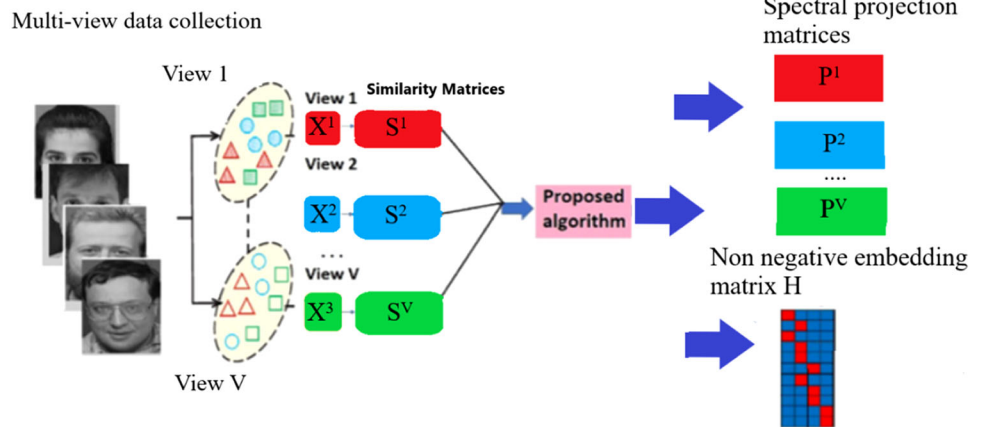 Multi-view data collection
View 1
View 1
Similarity Matrices
X¹
S¹
View 2
X²
S²
...
View V
X³
Sⱽ
View V
Proposed
algorithm
Spectral projection
matrices
P¹
P²
....
Pⱽ
Non negative embedding
matrix H